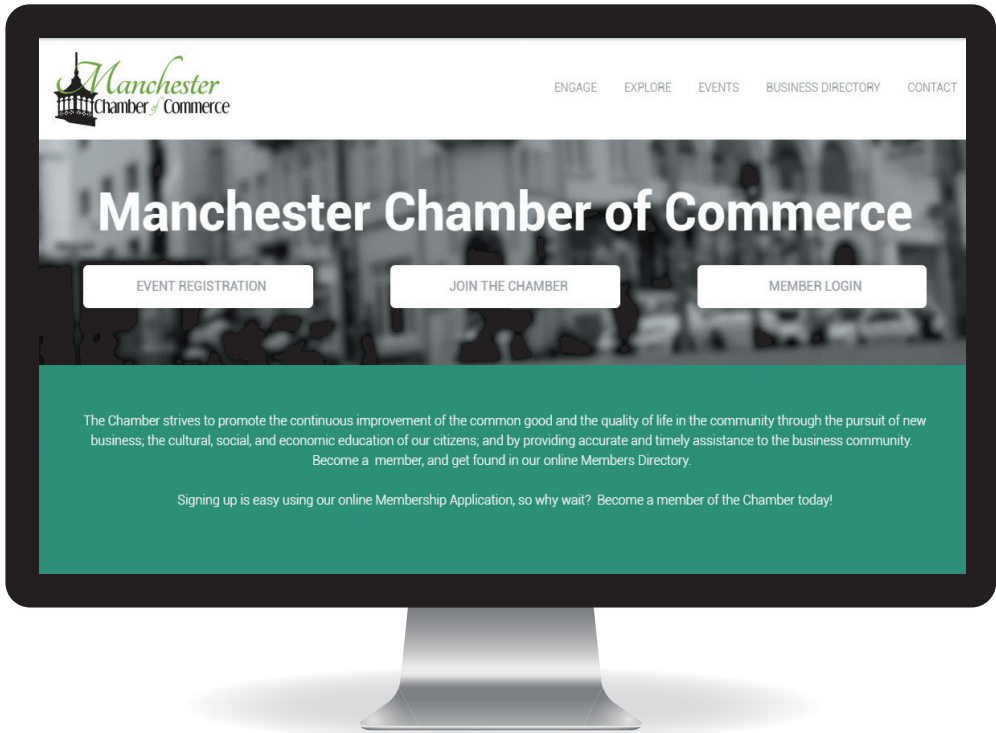 Manchester
Chamber of Commerce
ENGAGE EXPLORE EVENTS BUSINESS DIRECTORY CONTACT
Manchester Chamber of Commerce
EVENT REGISTRATION JOIN THE CHAMBER MEMBER LOGIN
The Chamber strives to promote the continuous improvement of the common good and the quality of life in the community through the pursuit of new
business; the cultural, social, and economic education of our citizens; and by providing accurate and timely assistance to the business community.
Become a member, and get found in our online Members Directory.
Signing up is easy using our online Membership Application, so why wait? Become a member of the Chamber today!